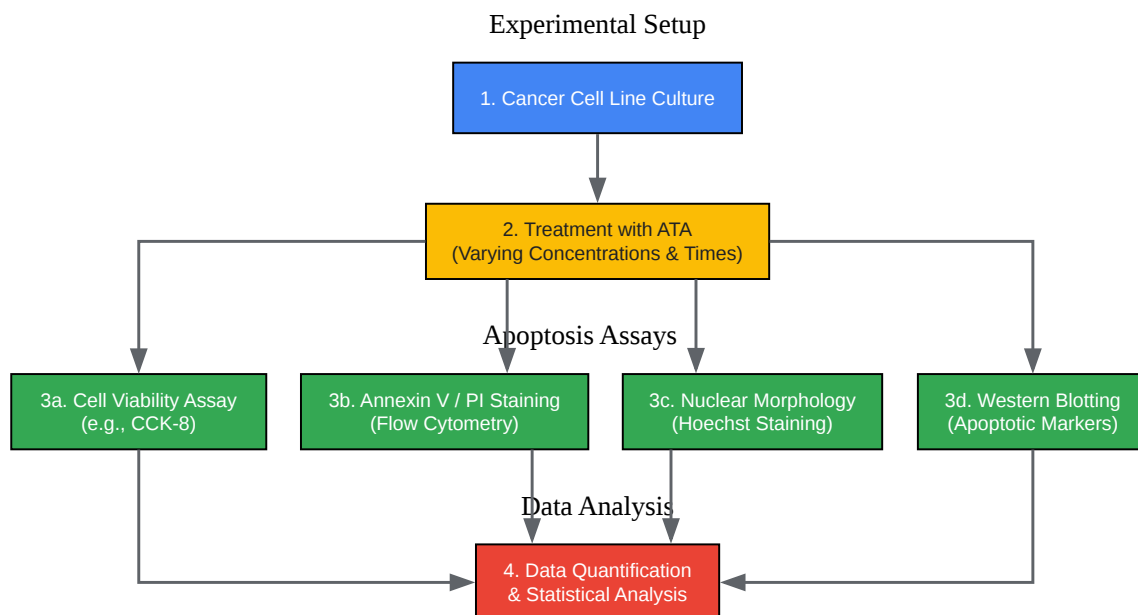 Experimental Setup
1. Cancer Cell Line Culture
2. Treatment with ATA
(Varying Concentrations & Times)
Apoptosis Assays
3a. Cell Viability Assay
(e.g., CCK-8)
3b. Annexin V / PI Staining
(Flow Cytometry)
3c. Nuclear Morphology
(Hoechst Staining)
3d. Western Blotting
(Apoptotic Markers)
Data Analysis
4. Data Quantification
& Statistical Analysis